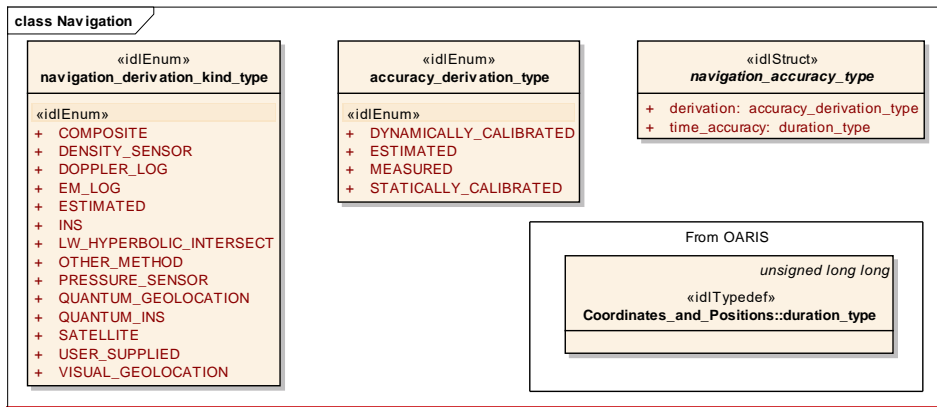 class Navigation
«idlEnum»
navigation_derivation_kind_type
«idlEnum»
+ COMPOSITE
+ DENSITY_SENSOR
+ DOPPLER_LOG
+ EM_LOG
+ ESTIMATED
+ INS
+ LW_HYPERBOLIC_INTERSECT
+ OTHER_METHOD
+ PRESSURE_SENSOR
+ QUANTUM_GEOLOCATION
+ QUANTUM_INS
+ SATELLITE
+ USER_SUPPLIED
+ VISUAL_GEOLOCATION
«idlEnum»
accuracy_derivation_type
«idlEnum»
+ DYNAMICALLY_CALIBRATED
+ ESTIMATED
+ MEASURED
+ STATICALLY_CALIBRATED
«idlStruct»
navigation_accuracy_type
+ derivation: accuracy_derivation_type
+ time_accuracy: duration_type
From OARIS
unsigned long long
«idlTypedef»
Coordinates_and_Positions::duration_type